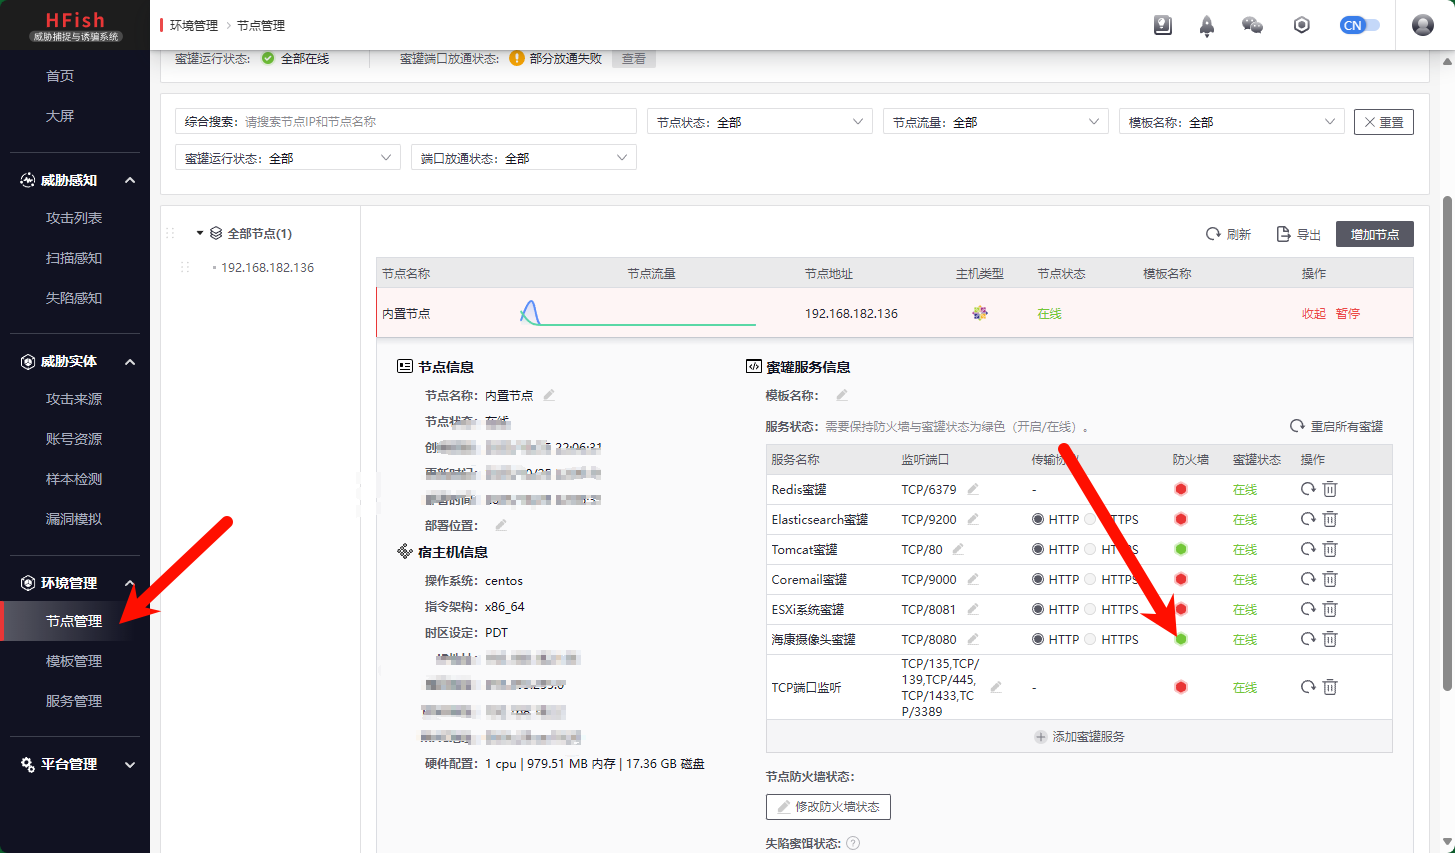 HFish
威胁捕捉与诱骗系统
环境管理 > 节点管理
CN
首页
大屏
威胁感知
攻击列表
扫描感知
失陷感知
威胁实体
攻击来源
账号资源
样本检测
漏洞模拟
环境管理
节点管理
模板管理
服务管理
平台管理
蜜罐运行状态: 全部在线 蜜罐端口放通状态: 部分放通失败 查看
综合搜索: 请搜索节点IP和节点名称 节点状态: 全部 节点流量: 全部 模板名称: 全部 重置
蜜罐运行状态: 全部 端口放通状态: 全部
全部节点(1)
192.168.182.136
刷新 导出 增加节点
节点名称 节点流量 节点地址 主机类型 节点状态 模板名称 操作
内置节点 192.168.182.136 在线 收起 暂停
节点信息
节点名称: 内置节点
节点状态: 在线
22:06:31
更新时间:
部署时间:
部署位置:
宿主机信息
操作系统: centos
指令架构: x86_64
时区设定: PDT
硬件配置: 1 cpu | 979.51 MB 内存 | 17.36 GB 磁盘
蜜罐服务信息
模板名称:
服务状态: 需要保持防火墙与蜜罐状态为绿色（开启/在线）。 重启所有蜜罐
服务名称 监听端口 传输协议 防火墙 蜜罐状态 操作
Redis蜜罐 TCP/6379 - 在线
Elasticsearch蜜罐 TCP/9200 HTTP HTTPS 在线
Tomcat蜜罐 TCP/80 HTTP HTTPS 在线
Coremail蜜罐 TCP/9000 HTTP HTTPS 在线
ESXi系统蜜罐 TCP/8081 HTTP HTTPS 在线
海康摄像头蜜罐 TCP/8080 HTTP HTTPS 在线
TCP端口监听 - 在线
TCP/135,TCP/
139,TCP/445,
TCP/1433,TC
P/3389
添加蜜罐服务
节点防火墙状态:
修改防火墙状态
失陷蜜饵状态: ?